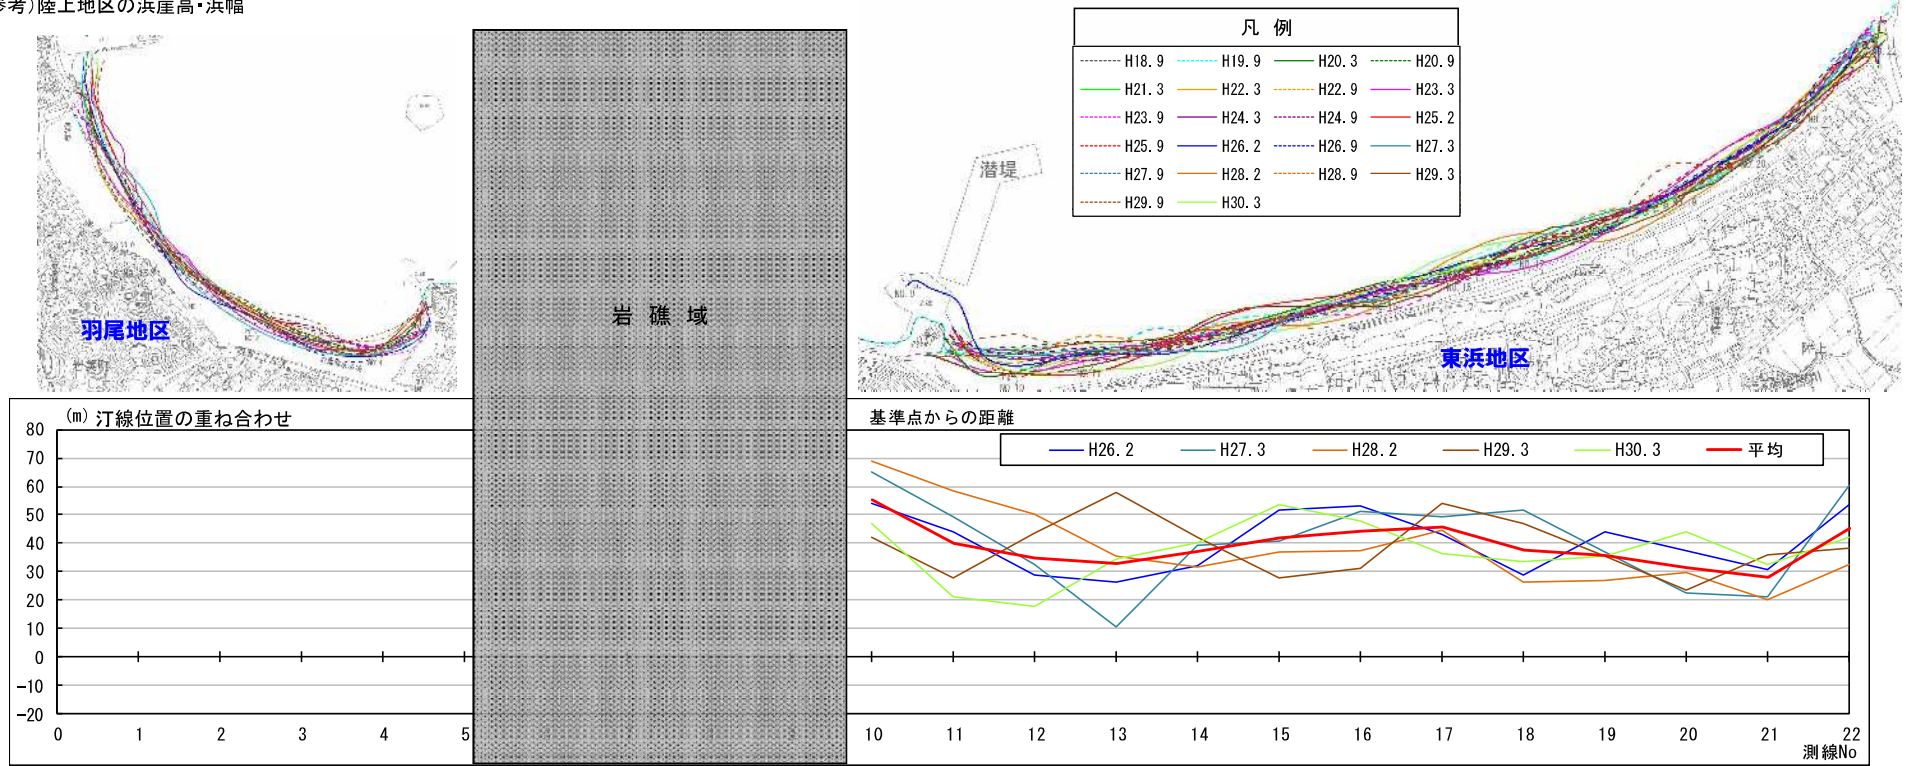 参考)陸上地区の浜崖高・浜幅
凡 例
H18.9 H19.9 H20.3 H20.9
H21.3 H22.3 H22.9 H23.3
H23.9 H24.3 H24.9 H25.2
H25.9 H26.2 H26.9 H27.3
H27.9 H28.2 H28.9 H29.3
H29.9 H30.3
潜堤
岩 礁 域
羽尾地区
東浜地区
(m) 汀線位置の重ね合わせ
基準点からの距離
H26.2 H27.3 H28.2 H29.3 H30.3 平均
80
70
60
50
40
30
20
10
0
-10
-20
0 1 2 3 4 5 10 11 12 13 14 15 16 17 18 19 20 21 22
測線No